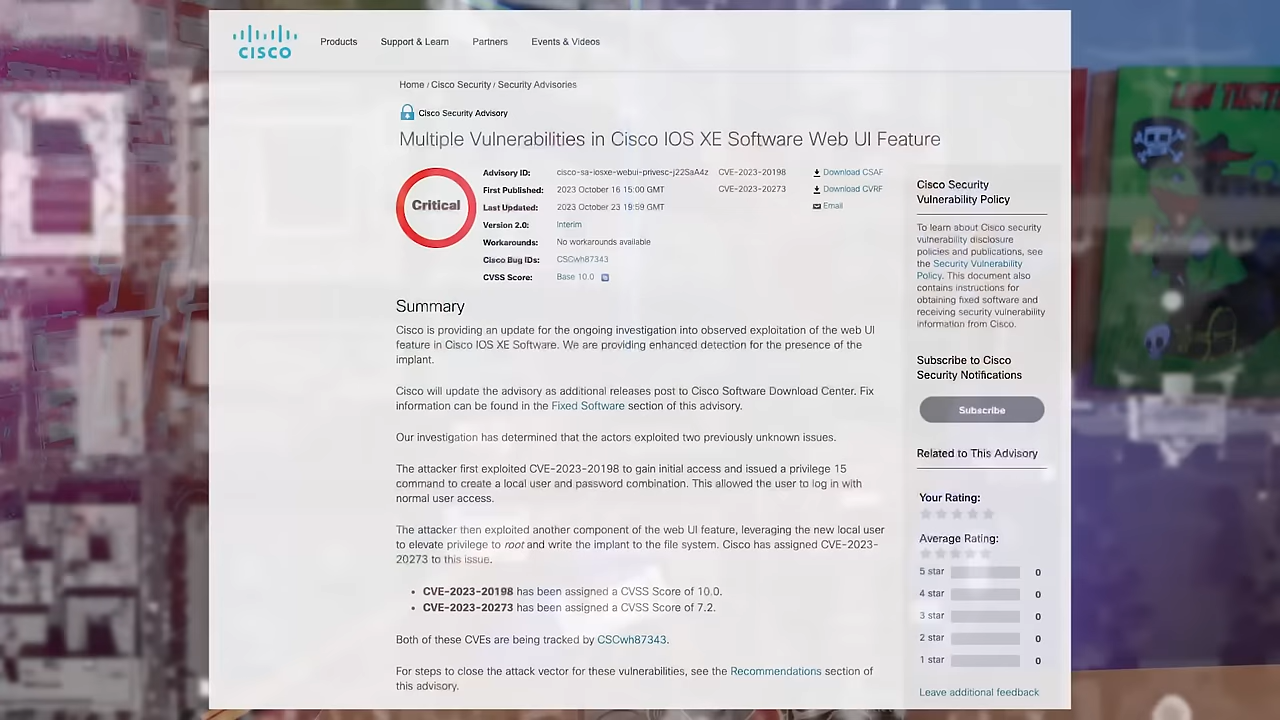 CISCO
Products
Support & Learn
Partners
Events & Videos
Home / Cisco Security / Security Advisories
Cisco Security Advisory
Multiple Vulnerabilities in Cisco IOS XE Software Web UI Feature
Critical
Advisory ID: cisco-sa-iosxe-webui-privesc-j22SaA4z
First Published: 2023 October 16 15:00 GMT
Last Updated: 2023 October 23 19:59 GMT
Version 2.0: Interim
Workarounds: No workarounds available
Cisco Bug IDs: CSCwh87343
CVSS Score: Base 10.0
CVE-2023-20198
CVE-2023-20273
Download CSAF
Download CVRF
Email
Summary
Cisco is providing an update for the ongoing investigation into observed exploitation of the web UI
feature in Cisco IOS XE Software. We are providing enhanced detection for the presence of the
implant.
Cisco will update the advisory as additional releases post to Cisco Software Download Center. Fix
information can be found in the Fixed Software section of this advisory.
Our investigation has determined that the actors exploited two previously unknown issues.
The attacker first exploited CVE-2023-20198 to gain initial access and issued a privilege 15
command to create a local user and password combination. This allowed the user to log in with
normal user access.
The attacker then exploited another component of the web UI feature, leveraging the new local user
to elevate privilege to root and write the implant to the file system. Cisco has assigned CVE-2023-
20273 to this issue.
• CVE-2023-20198 has been assigned a CVSS Score of 10.0.
• CVE-2023-20273 has been assigned a CVSS Score of 7.2.
Both of these CVEs are being tracked by CSCwh87343.
For steps to close the attack vector for these vulnerabilities, see the Recommendations section of
this advisory.
Cisco Security
Vulnerability Policy
To learn about Cisco security
vulnerability disclosure
policies and publications, see
the Security Vulnerability
Policy. This document also
contains instructions for
obtaining fixed software and
receiving security vulnerability
information from Cisco.
Subscribe to Cisco
Security Notifications
Subscribe
Related to This Advisory
Your Rating:
Average Rating:
5 star 0
4 star 0
3 star 0
2 star 0
1 star 0
Leave additional feedback